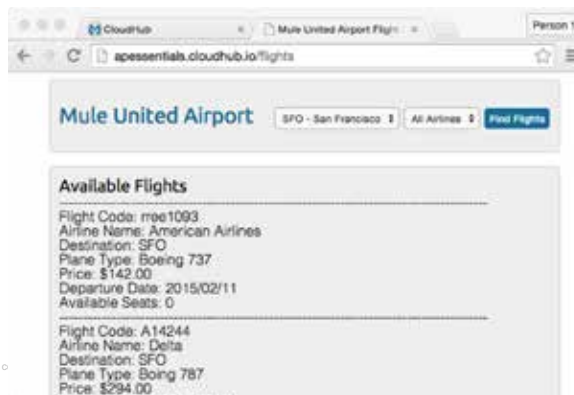 CloudHub
Mule United Airport Fligh
Person 1
apessentials.cloudhub.io/flights
Mule United Airport
SFO - San Francisco
All Airlines
Find Flights
Available Flights
Flight Code: rree1093
Airline Name: American Airlines
Destination: SFO
Plane Type: Boeing 737
Price: $142.00
Departure Date: 2015/02/11
Available Seats: 0
Flight Code: A14244
Airline Name: Delta
Destination: SFO
Plane Type: Boeing 787
Price: $294.00